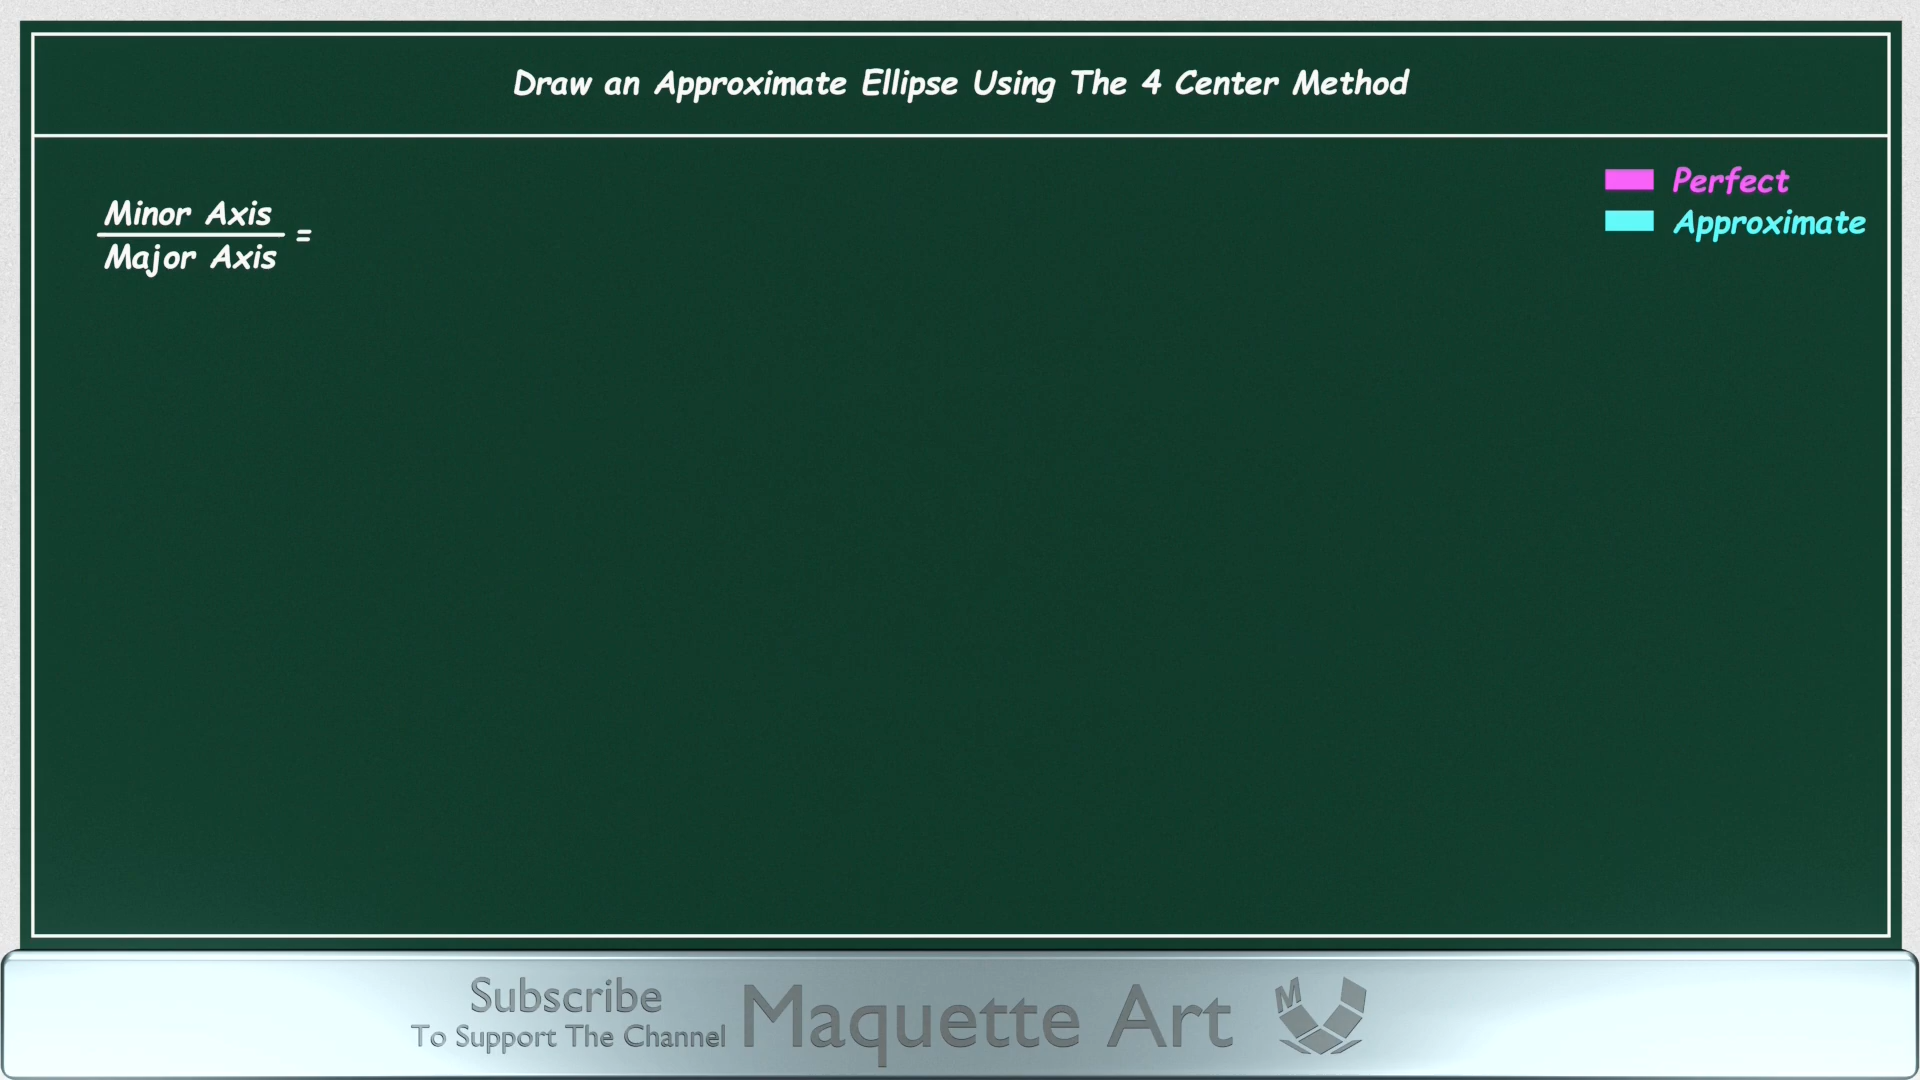 Draw an Approximate Ellipse Using The 4 Center Method
Perfect
Approximate
Minor Axis
Major Axis
=
Subscribe
To Support The Channel
Maquette Art
M